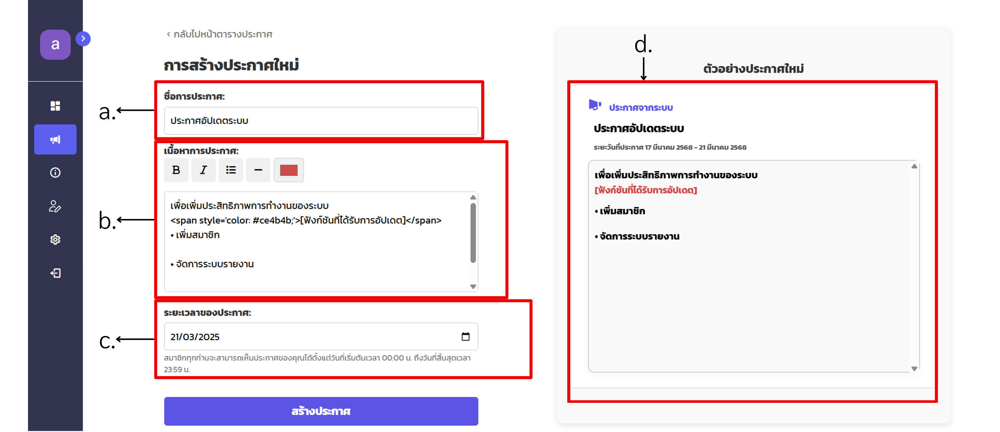 a
< กลับไปหน้าตารางประกาศ
การสร้างประกาศใหม่
a.
ชื่อการประกาศ:
ประกาศอัปเดตระบบ
b.
เนื้อหาการประกาศ:
B I
เพื่อเพิ่มประสิทธิภาพการทำงานของระบบ
<span style='color: #ce4b4b;'>[ฟังก์ชันที่ได้รับการอัปเดต]</span>
• เพิ่มสมาชิก
• จัดการระบบรายงาน
c.
ระยะเวลาของประกาศ:
21/03/2025
สมาชิกทุกท่านจะสามารถเห็นประกาศของคุณได้ตั้งแต่วันที่เริ่มต้นเวลา 00:00 น. ถึงวันที่สิ้นสุดเวลา
23:59 น.
สร้างประกาศ
d.
ตัวอย่างประกาศใหม่
ประกาศจากระบบ
ประกาศอัปเดตระบบ
ระยะวันที่ประกาศ 17 มีนาคม 2568 - 21 มีนาคม 2568
เพื่อเพิ่มประสิทธิภาพการทำงานของระบบ
[ฟังก์ชันที่ได้รับการอัปเดต]
• เพิ่มสมาชิก
• จัดการระบบรายงาน